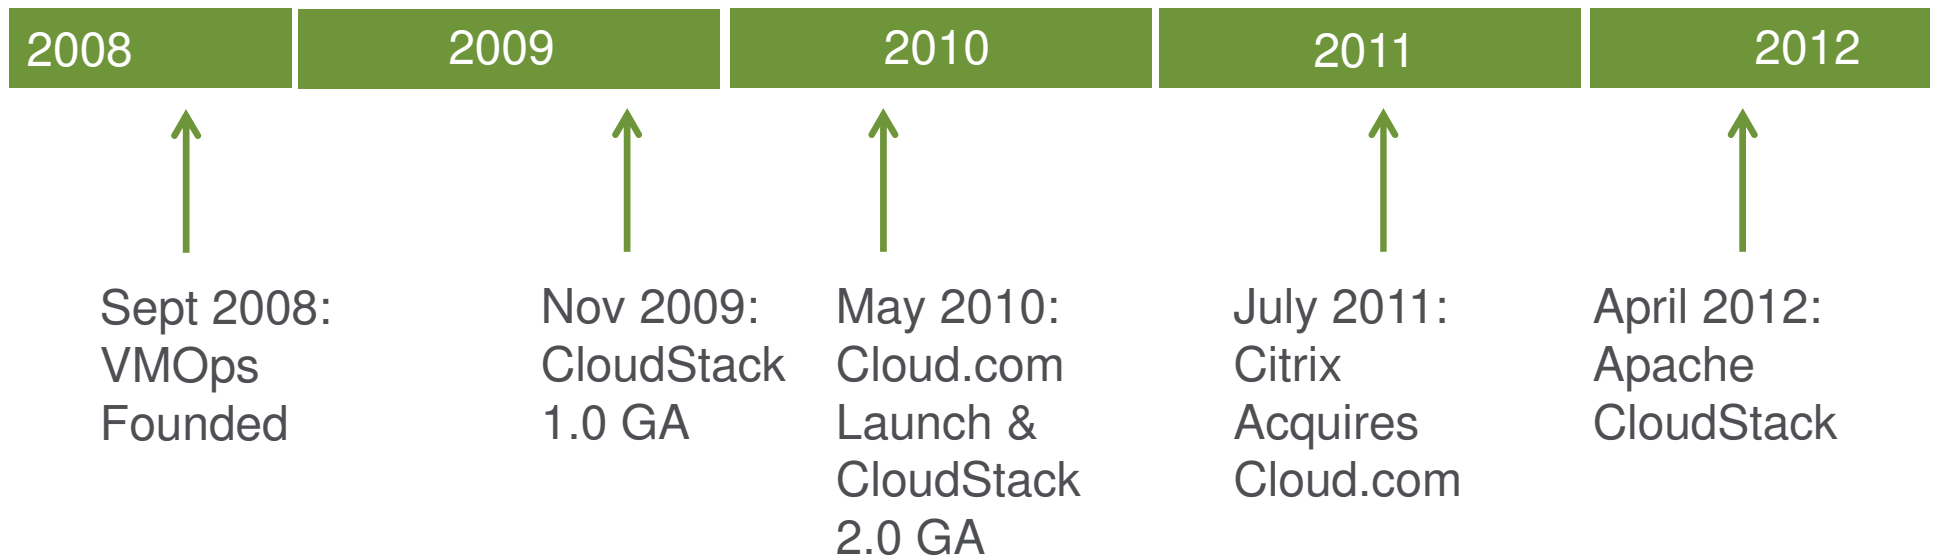 2008
2009
2010
2011
2012
Sept 2008:
VMOps
Founded
Nov 2009:
CloudStack
1.0 GA
May 2010:
Cloud.com
Launch &
CloudStack
2.0 GA
July 2011:
Citrix
Acquires
Cloud.com
April 2012:
Apache
CloudStack